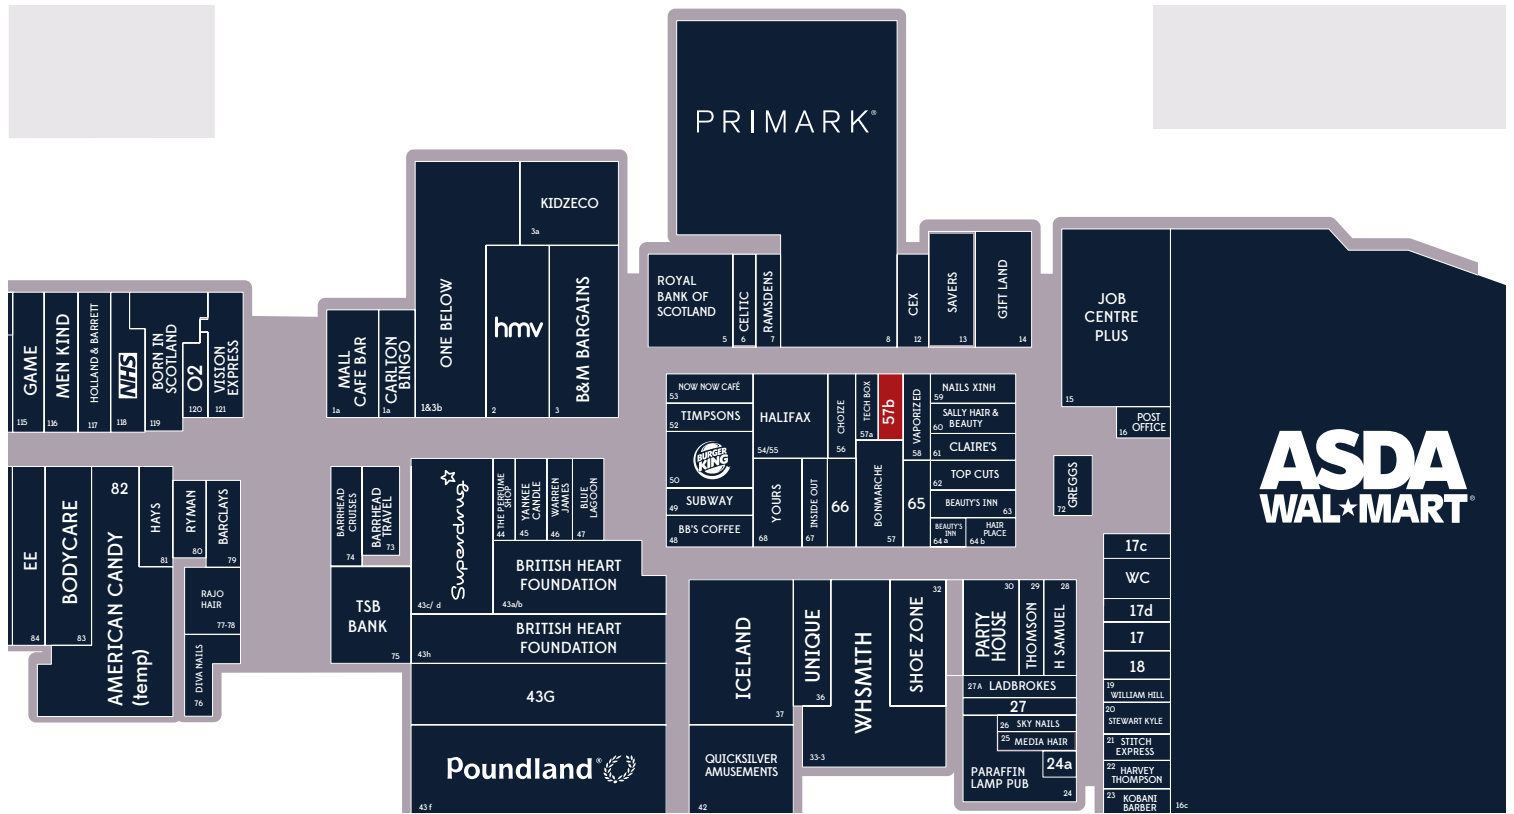 PRIMARK®
8
KIDZECO
3a
ONE BELOW
1&3b
hmv
2
B&M BARGAINS
3
MALL
CAFE BAR
1a
CARLTON
BINGO
1a
ROYAL
BANK OF
SCOTLAND
5
CELTIC
6
RAMSDENS
7
CEX
12
SAVERS
13
GIFT LAND
14
JOB
CENTRE
PLUS
15
POST
OFFICE
16
ASDA
WAL★MART®
16c
GAME
115
MEN KIND
116
HOLLAND & BARRETT
117
NHS
118
BORN IN
SCOTLAND
119
O2
120
VISION
EXPRESS
121
NOW NOW CAFÉ
53
TIMPSONS
52
BURGER
KING
50
SUBWAY
49
BB'S COFFEE
48
HALIFAX
54/55
CHOIZE
56
TECH BOX
57a
57b
VAPORIZED
58
NAILS XINH
59
SALLY HAIR &
BEAUTY
60
CLAIRE'S
61
TOP CUTS
62
BEAUTY'S INN
63
BEAUTY'S
INN
64a
HAIR
PLACE
64b
YOURS
68
INSIDE OUT
67
66
BONMARCHE
57
65
GREGGS
72
EE
84
BODYCARE
83
82
AMERICAN CANDY
(temp)
HAYS
81
RYMAN
80
BARCLAYS
79
RAJO
HAIR
77-78
DIVA NAILS
76
BARRHEAD
CRUISES
74
BARRHEAD
TRAVEL
73
TSB
BANK
75
Superdrug
43c/ d
THE PERFUME
SHOP
44
YANKEE
CANDLE
45
WARREN
JAMES
46
BLUE
LAGOON
47
BRITISH HEART
FOUNDATION
43a/b
BRITISH HEART
FOUNDATION
43h
43G
Poundland®
43 f
ICELAND
37
UNIQUE
36
WHSMITH
33-3
SHOE ZONE
32
QUICKSILVER
AMUSEMENTS
42
PARTY
HOUSE
30
THOMSON
29
H SAMUEL
28
27A LADBROKES
27
26 SKY NAILS
25 MEDIA HAIR
24a
PARAFFIN
LAMP PUB
24
17c
WC
17d
17
18
19
WILLIAM HILL
20
STEWART KYLE
21 STITCH
EXPRESS
22 HARVEY
THOMPSON
23 KOBANI
BARBER